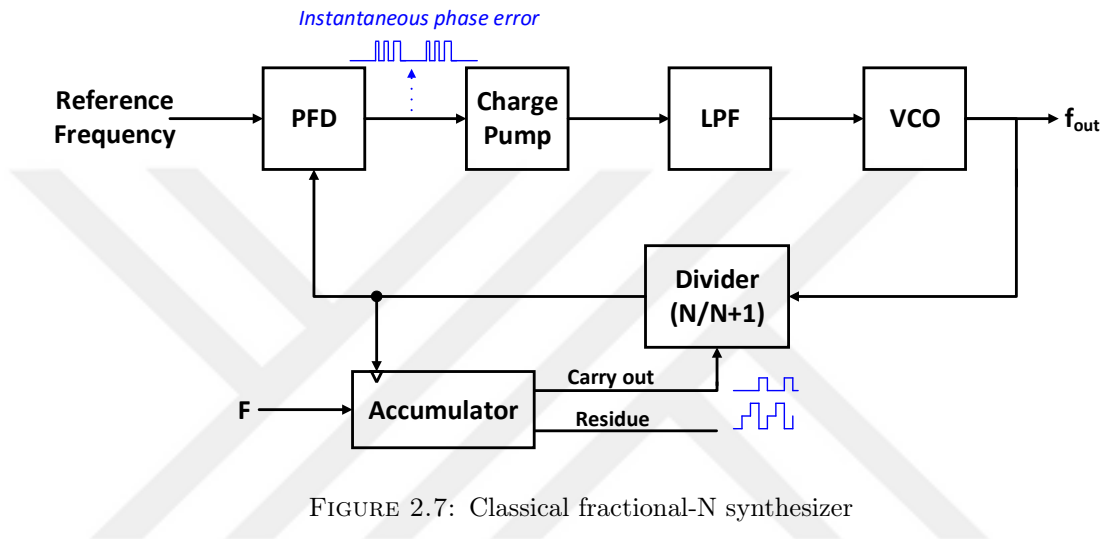 Instantaneous phase error
Reference
Frequency
PFD
Charge
Pump
LPF
VCO
fout
Divider
(N/N+1)
F
Accumulator
Carry out
Residue
FIGURE 2.7: Classical fractional-N synthesizer